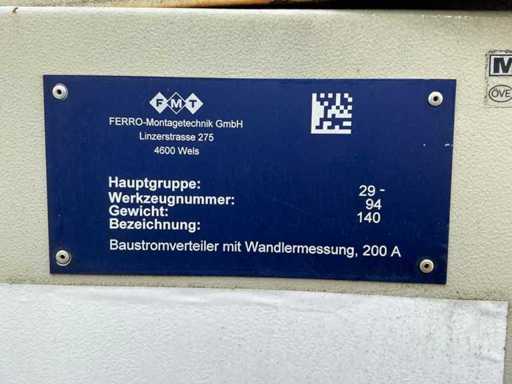 FMT
FERRO-Montagetechnik GmbH
Linzerstrasse 275
4600 Wels
Hauptgruppe: 29 -
Werkzeugnummer: 94
Gewicht: 140
Bezeichnung:
Baustromverteiler mit Wandlermessung, 200 A
M
ÖVE